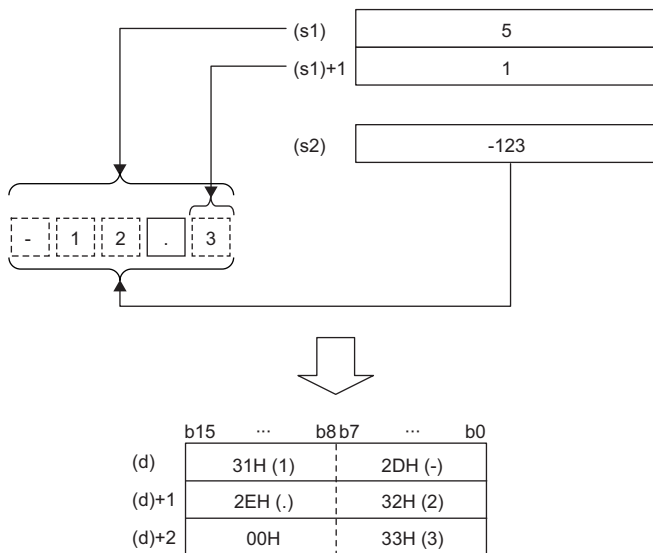 (s1) 5
(s1)+1 1
(s2) -123
- 1 2 . 3
b15 ··· b8 b7 ··· b0
(d) 31H (1) 2DH (-)
(d)+1 2EH (.) 32H (2)
(d)+2 00H 33H (3)